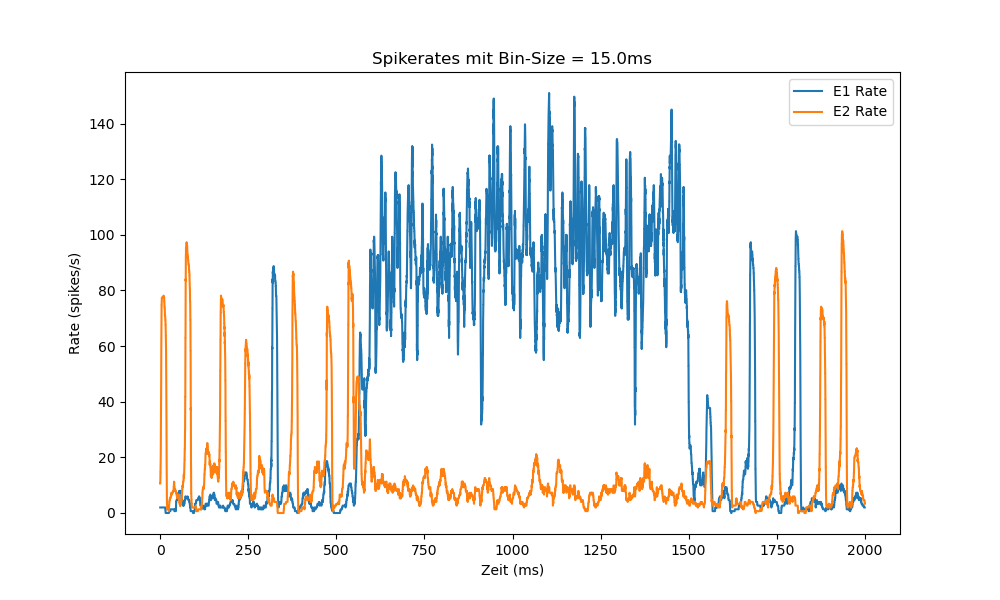 Spikerates mit Bin-Size = 15.0ms
E1 Rate
E2 Rate
Rate (spikes/s)
140
120
100
80
60
40
20
0
0 250 500 750 1000 1250 1500 1750 2000
Zeit (ms)